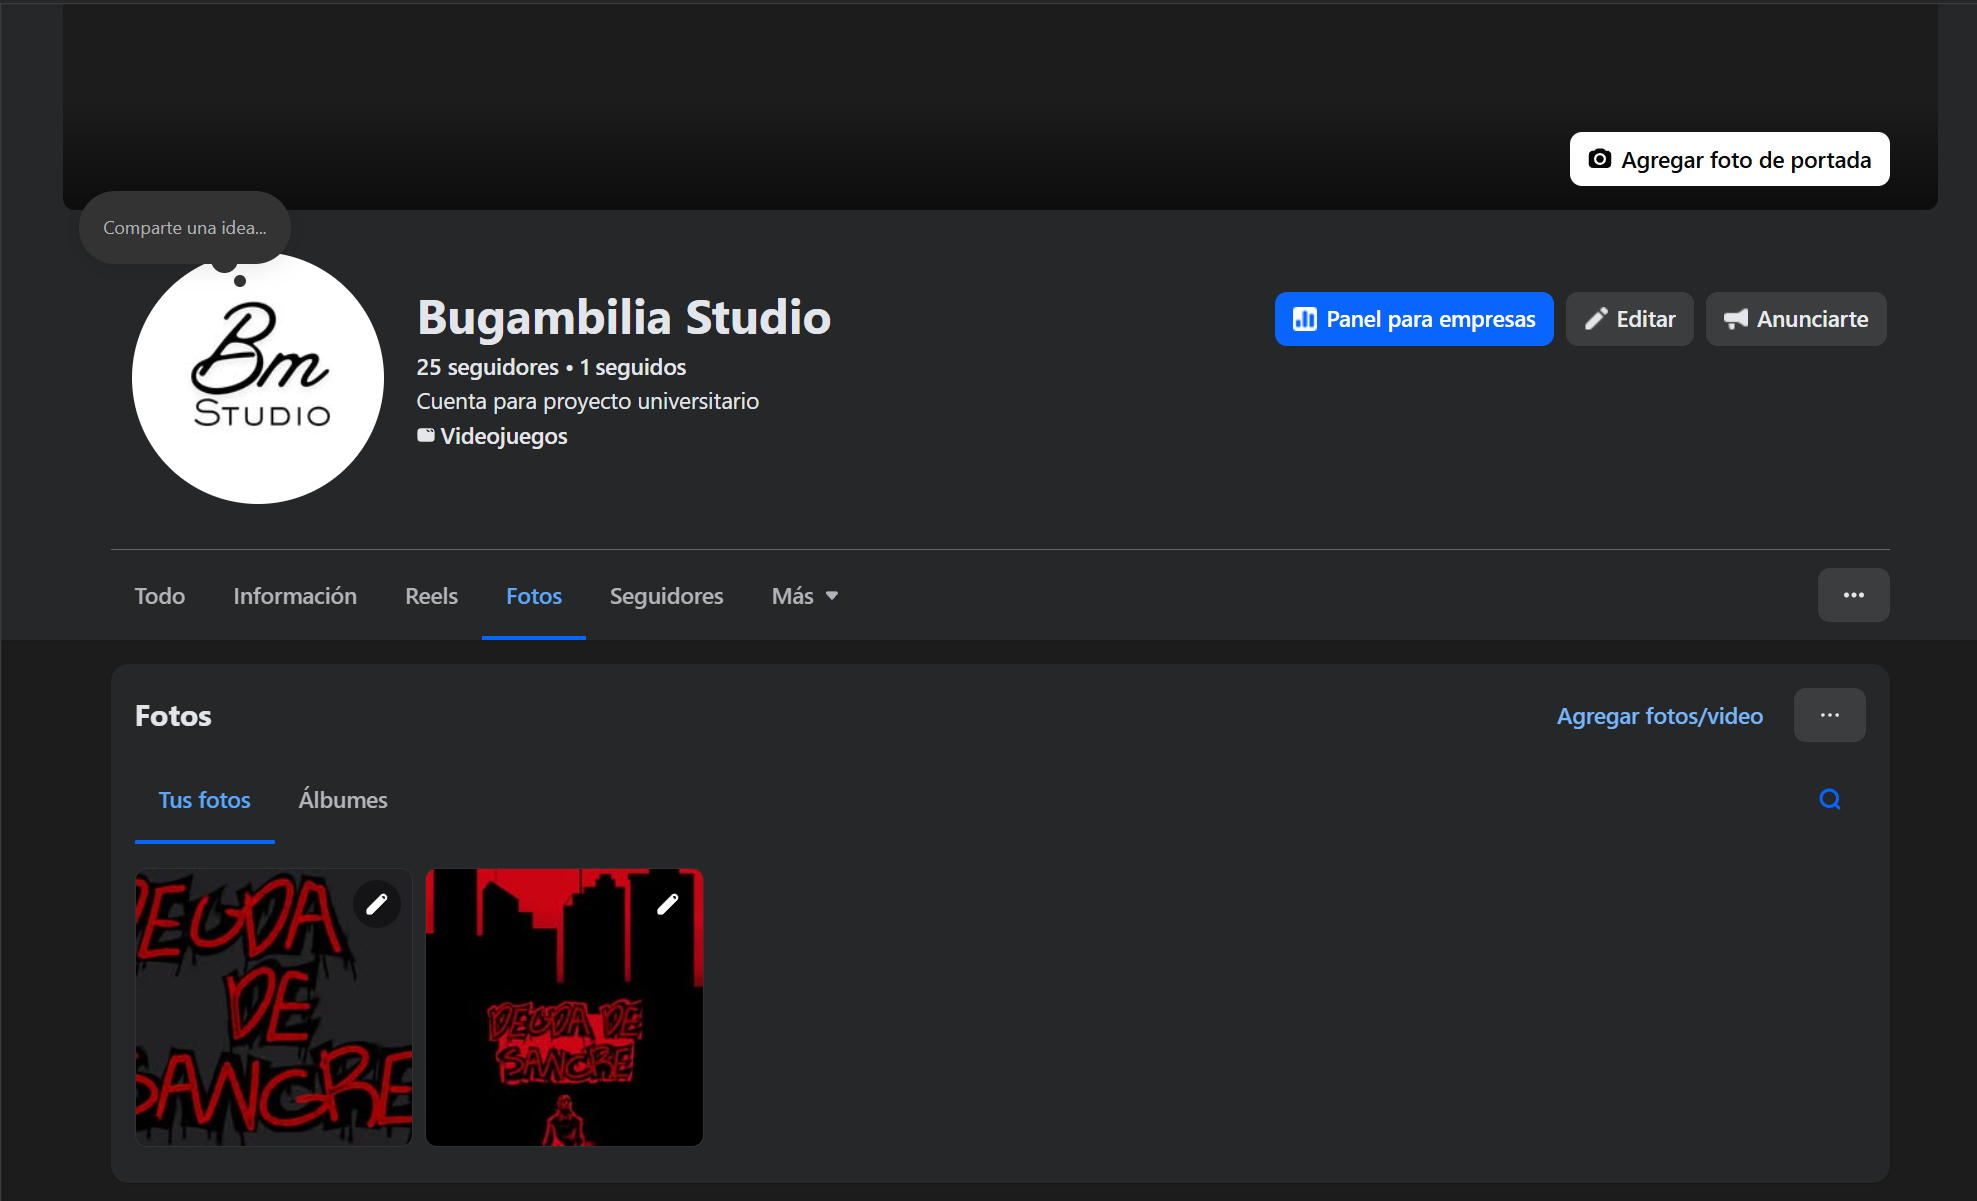 Agregar foto de portada
Comparte una idea...
Bm
STUDIO
Bugambilia Studio
25 seguidores • 1 seguidos
Cuenta para proyecto universitario
Videojuegos
Panel para empresas
Editar
Anunciarte
Todo
Información
Reels
Fotos
Seguidores
Más
Fotos
Agregar fotos/video
Tus fotos
Álbumes
DEUDA
DE
SANGRE
DEUDA DE
SANGRE